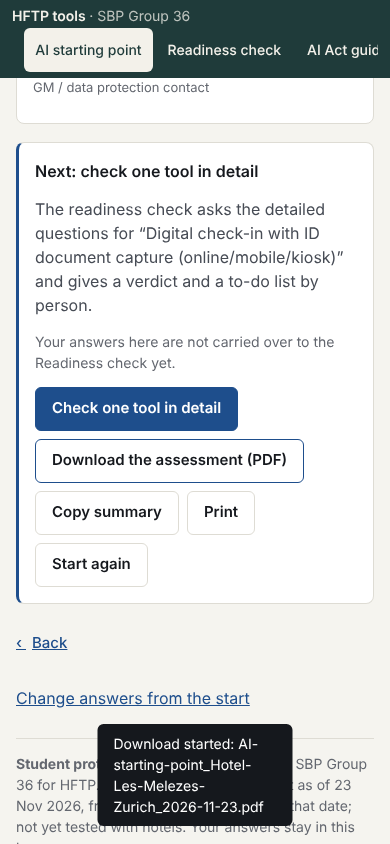 HFTP tools · SBP Group 36
AI starting point Readiness check AI Act guid
GM / data protection contact
Next: check one tool in detail
The readiness check asks the detailed
questions for “Digital check-in with ID
document capture (online/mobile/kiosk)”
and gives a verdict and a to-do list by
person.
Your answers here are not carried over to the
Readiness check yet.
Check one tool in detail
Download the assessment (PDF)
Copy summary Print
Start again
‹ Back
Change answers from the start
Download started: AI-
starting-point_Hotel-
Les-Melezes-
Zurich_2026-11-23.pdf
Student SBP Group
36 for HFTP. as of 23
Nov 2026, that date;
not yet tested with hotels. Your answers stay in this